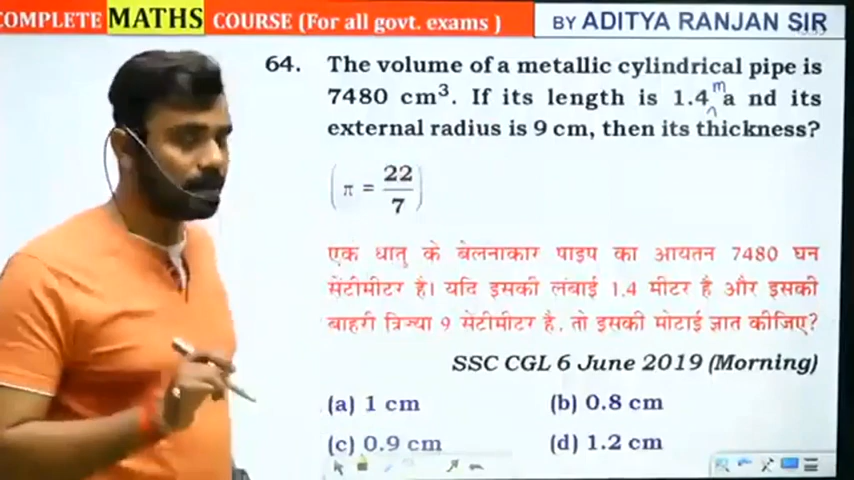 COMPLETE MATHS COURSE (For all govt. exams )
BY ADITYA RANJAN SIR
64. The volume of a metallic cylindrical pipe is
7480 cm³. If its length is 1.4 m a nd its
external radius is 9 cm, then its thickness?
(π = 22/7)
एक धातु के बेलनाकार पाइप का आयतन 7480 घन
सेंटीमीटर है। यदि इसकी लंबाई 1.4 मीटर है और इसकी
बाहरी त्रिज्या 9 सेंटीमीटर है, तो इसकी मोटाई ज्ञात कीजिए?
SSC CGL 6 June 2019 (Morning)
(a) 1 cm (b) 0.8 cm
(c) 0.9 cm (d) 1.2 cm